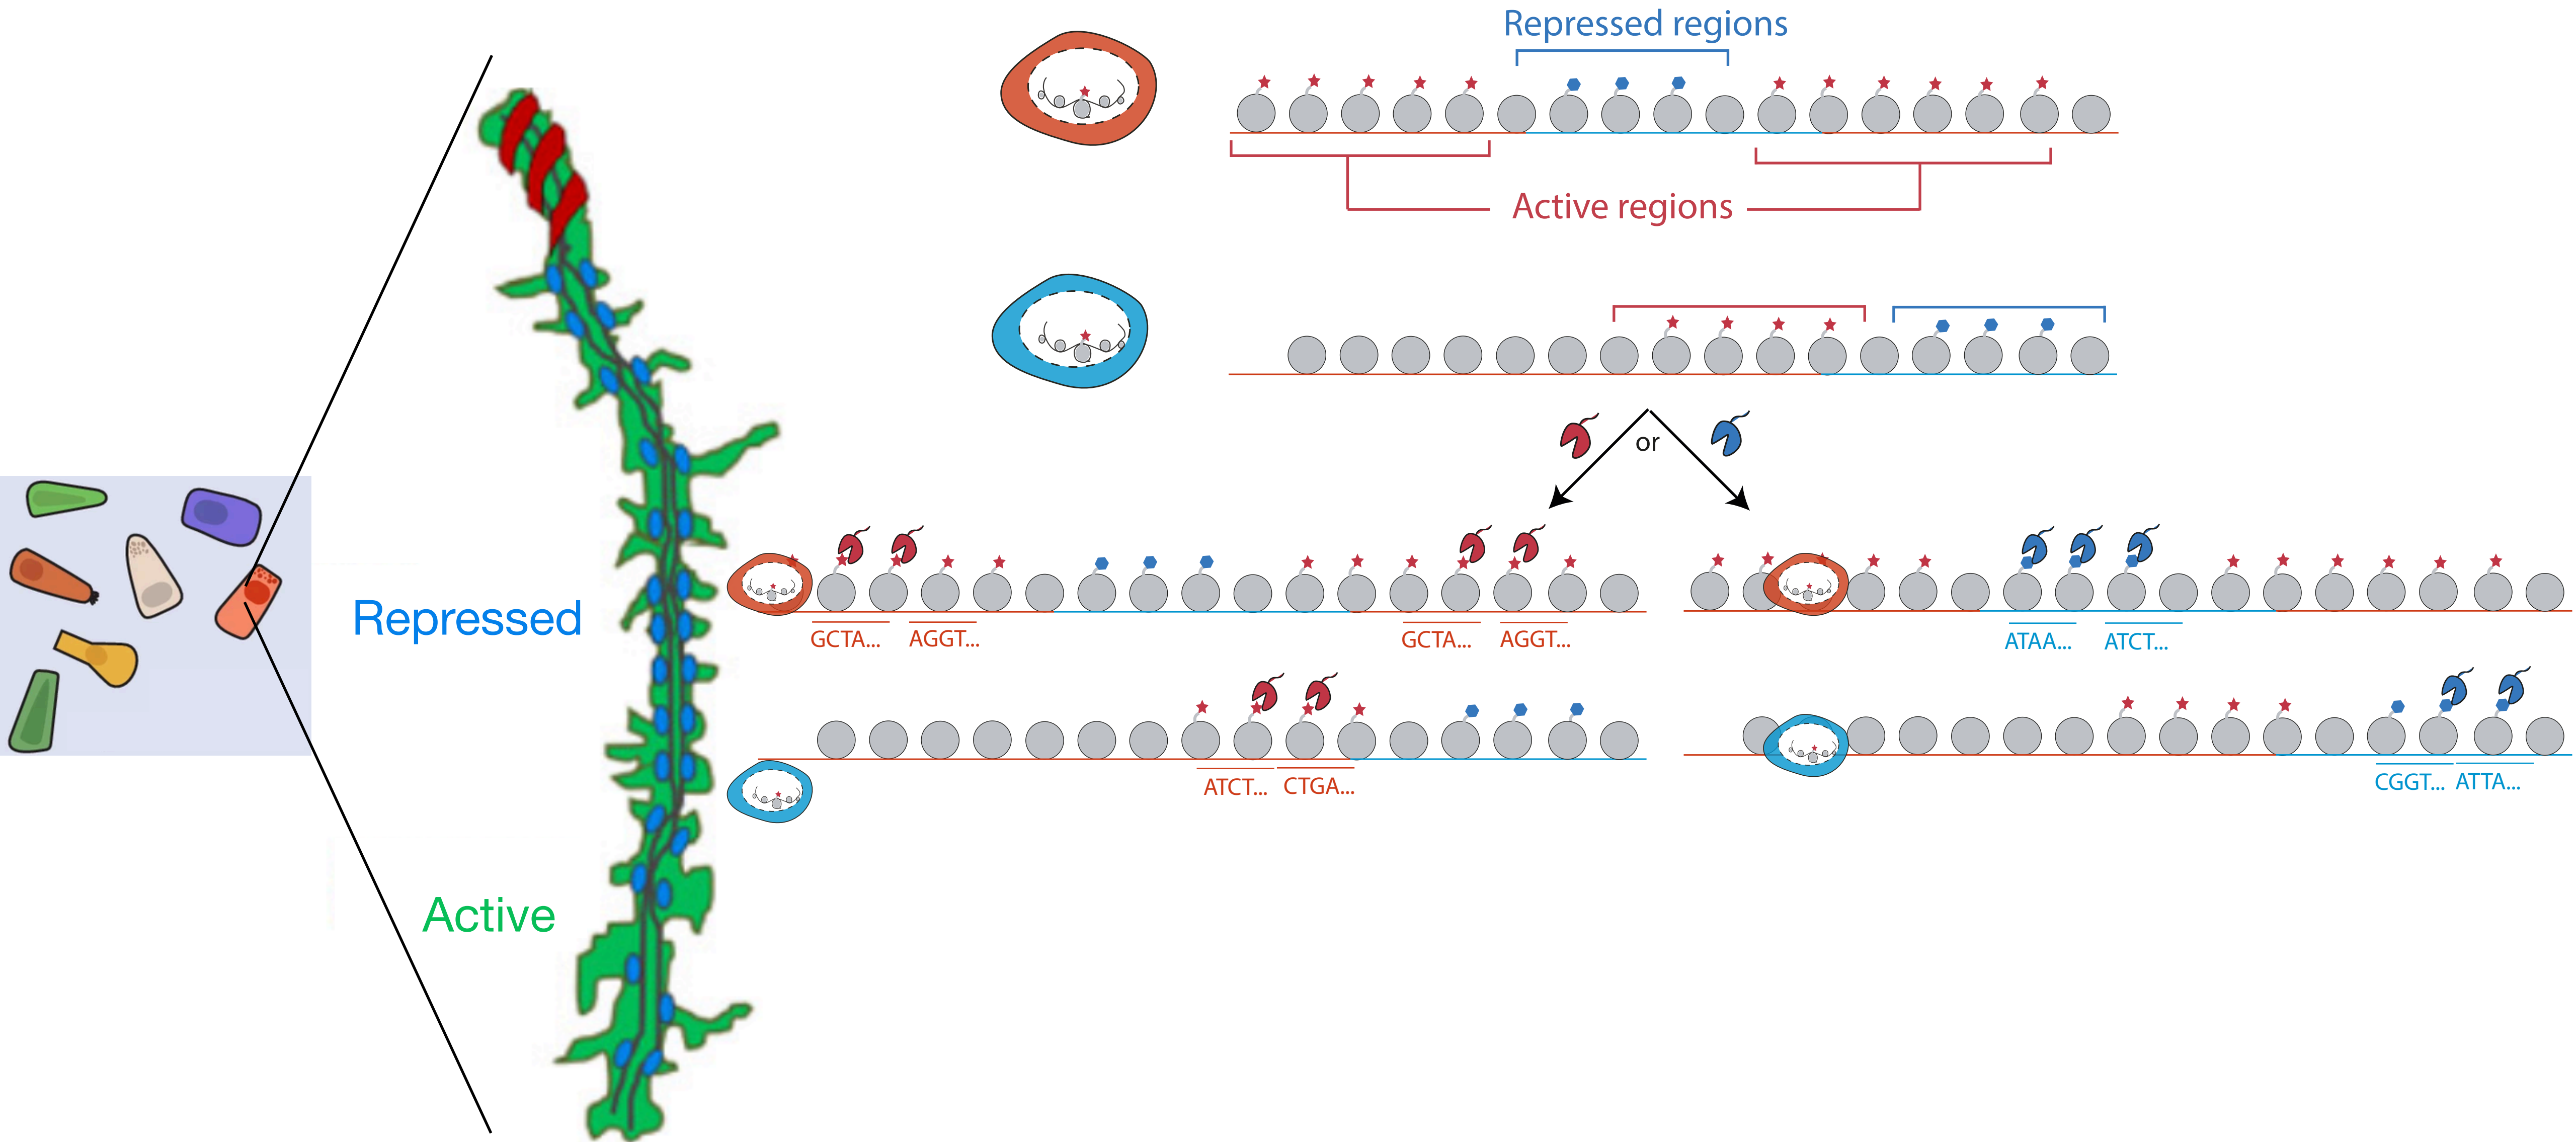 Repressed regions
Active regions
or
Repressed
GCTA...
AGGT...
GCTA...
AGGT...
ATAA...
ATCT...
ATCT...
CTGA...
CGGT...
ATTA...
Active